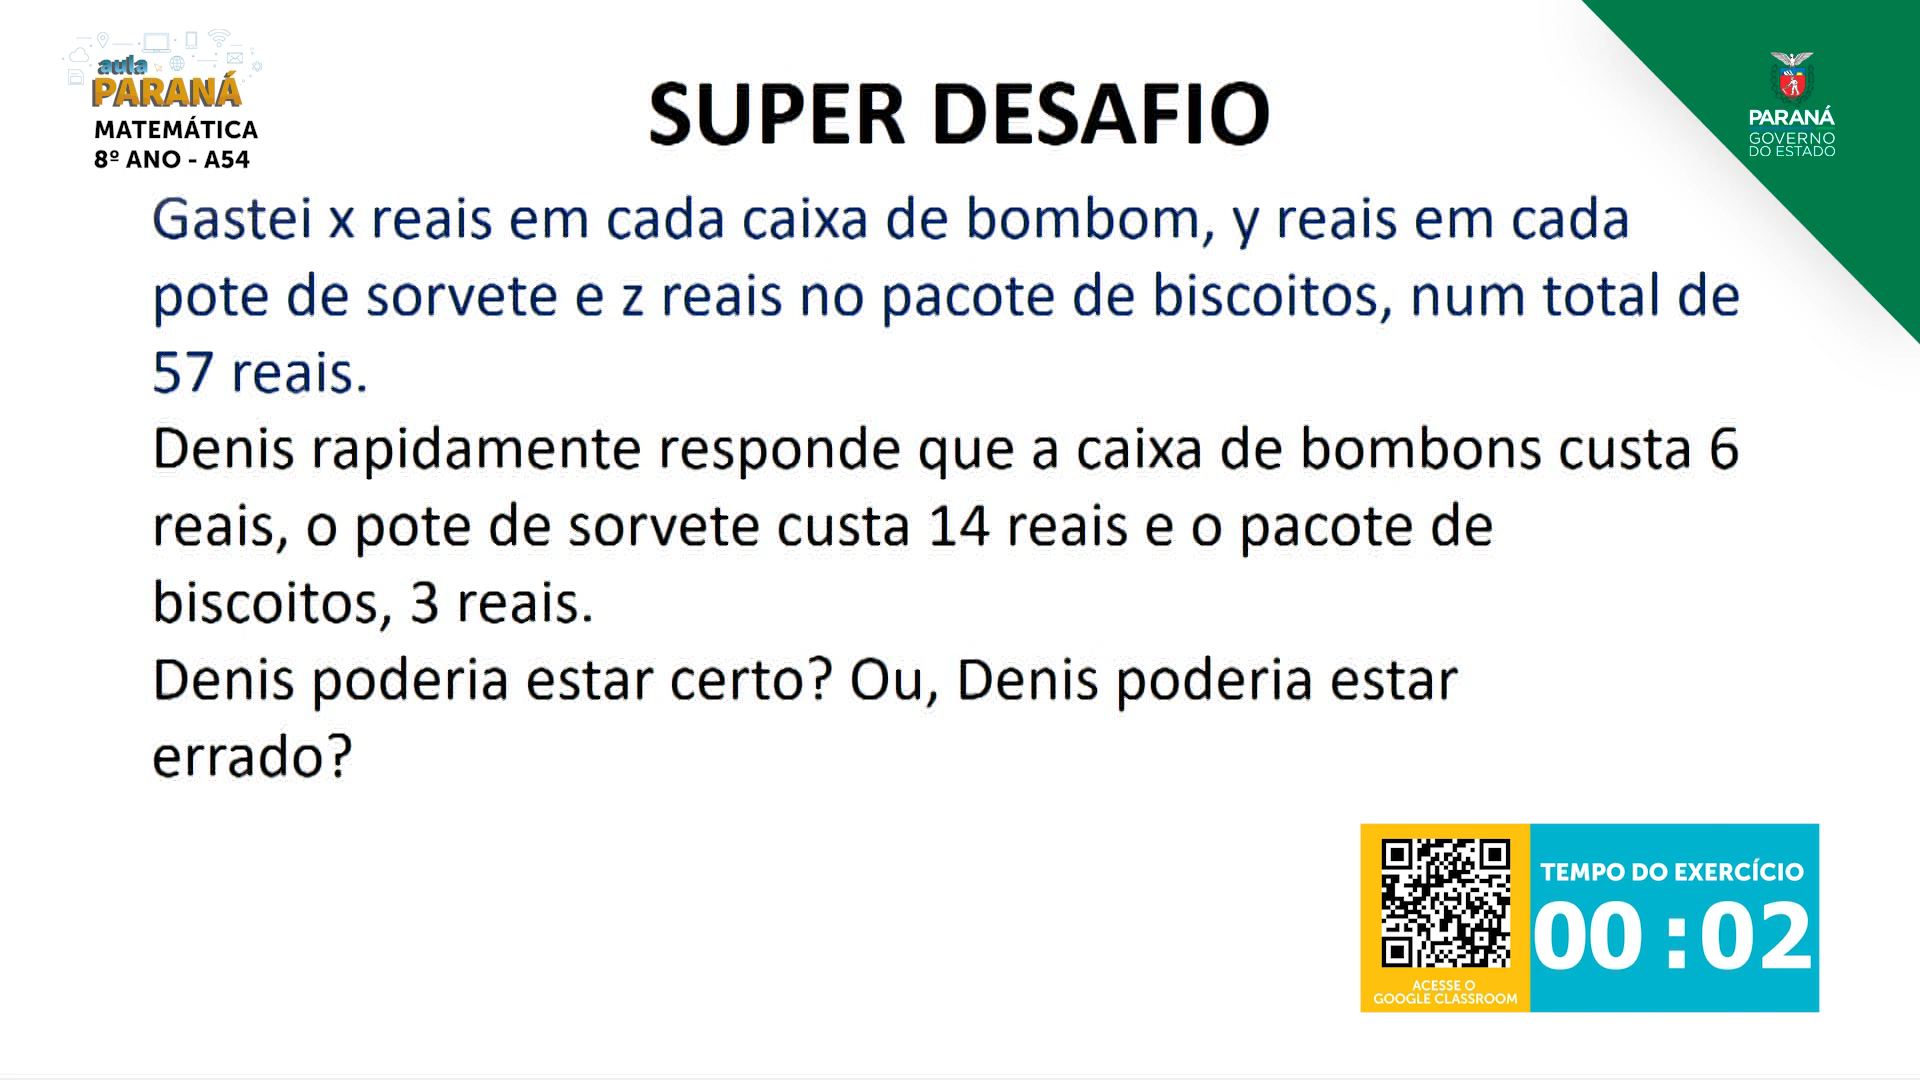 aula
PARANÁ
MATEMÁTICA
8º ANO - A54
SUPER DESAFIO
PARANÁ
GOVERNO
DO ESTADO
Gastei x reais em cada caixa de bombom, y reais em cada
pote de sorvete e z reais no pacote de biscoitos, num total de
57 reais.
Denis rapidamente responde que a caixa de bombons custa 6
reais, o pote de sorvete custa 14 reais e o pacote de
biscoitos, 3 reais.
Denis poderia estar certo? Ou, Denis poderia estar
errado?
TEMPO DO EXERCÍCIO
00:02
ACESSE O
GOOGLE CLASSROOM